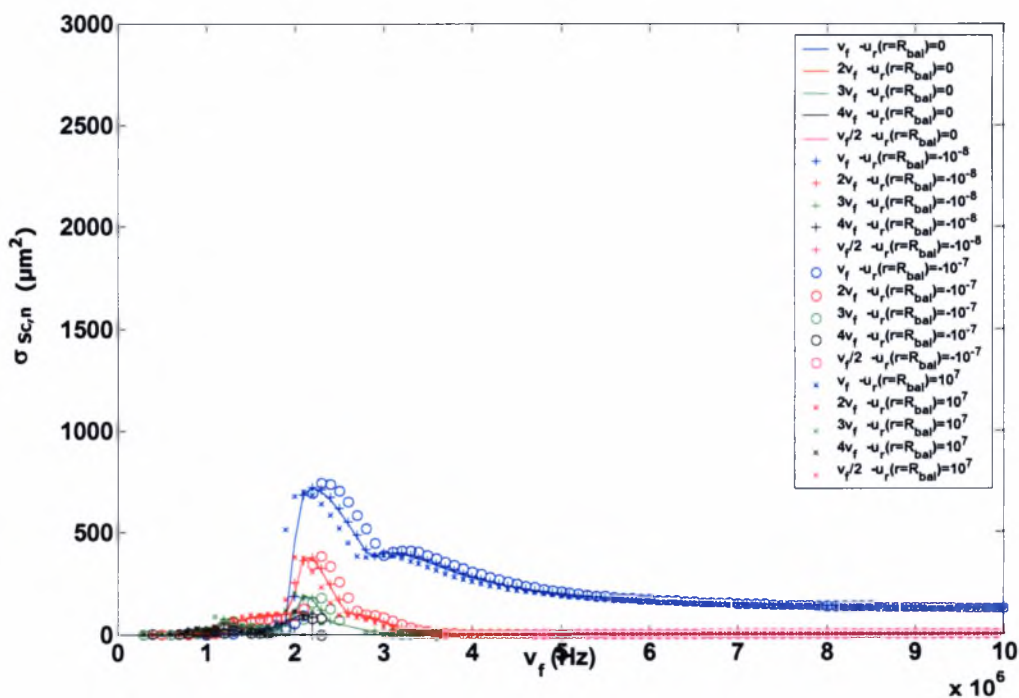 3000
2500
2000
1500
1000
500
0
σ Sc,n (μm²)
0 1 2 3 4 5 6 7 8 9 10
v_f (Hz)
x 10⁶
v_f -u_r(r=R_bal)=0
2v_f -u_r(r=R_bal)=0
3v_f -u_r(r=R_bal)=0
4v_f -u_r(r=R_bal)=0
v_f/2 -u_r(r=R_bal)=0
v_f -u_r(r=R_bal)=-10⁻⁸
2v_f -u_r(r=R_bal)=-10⁻⁸
3v_f -u_r(r=R_bal)=-10⁻⁸
4v_f -u_r(r=R_bal)=-10⁻⁸
v_f/2 -u_r(r=R_bal)=-10⁻⁸
v_f -u_r(r=R_bal)=-10⁻⁷
2v_f -u_r(r=R_bal)=-10⁻⁷
3v_f -u_r(r=R_bal)=-10⁻⁷
4v_f -u_r(r=R_bal)=-10⁻⁷
v_f/2 -u_r(r=R_bal)=-10⁻⁷
v_f -u_r(r=R_bal)=10⁷
2v_f -u_r(r=R_bal)=10⁷
3v_f -u_r(r=R_bal)=10⁷
4v_f -u_r(r=R_bal)=10⁷
v_f/2 -u_r(r=R_bal)=10⁷